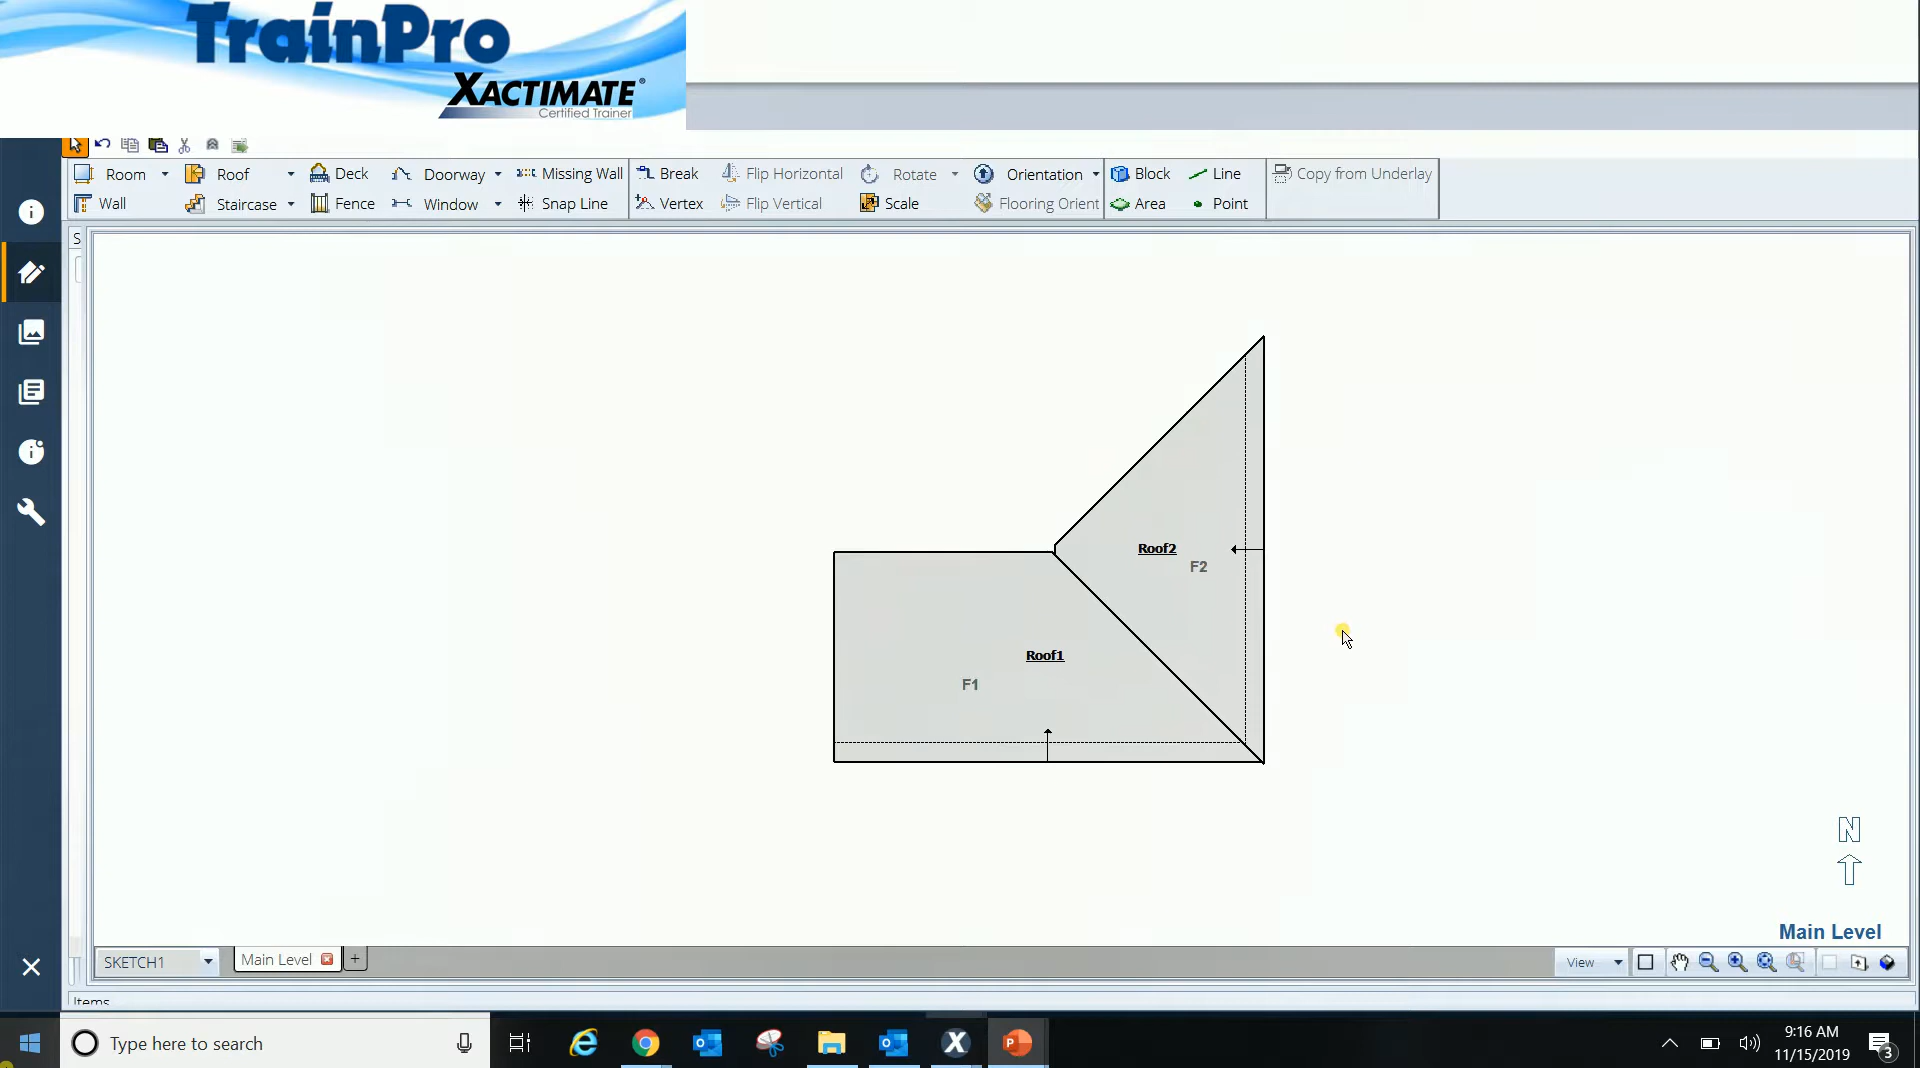 TrainPro
XACTIMATE®
Certified Trainer
Room
Roof
Deck
Doorway
Missing Wall
Break
Flip Horizontal
Rotate
Orientation
Block
Line
Copy from Underlay
Wall
Staircase
Fence
Window
Snap Line
Vertex
Flip Vertical
Scale
Flooring Orient
Area
Point
S
Roof2
F2
Roof1
F1
N
Main Level
SKETCH1
Main Level
+
View
Items
Type here to search
9:16 AM
11/15/2019
3